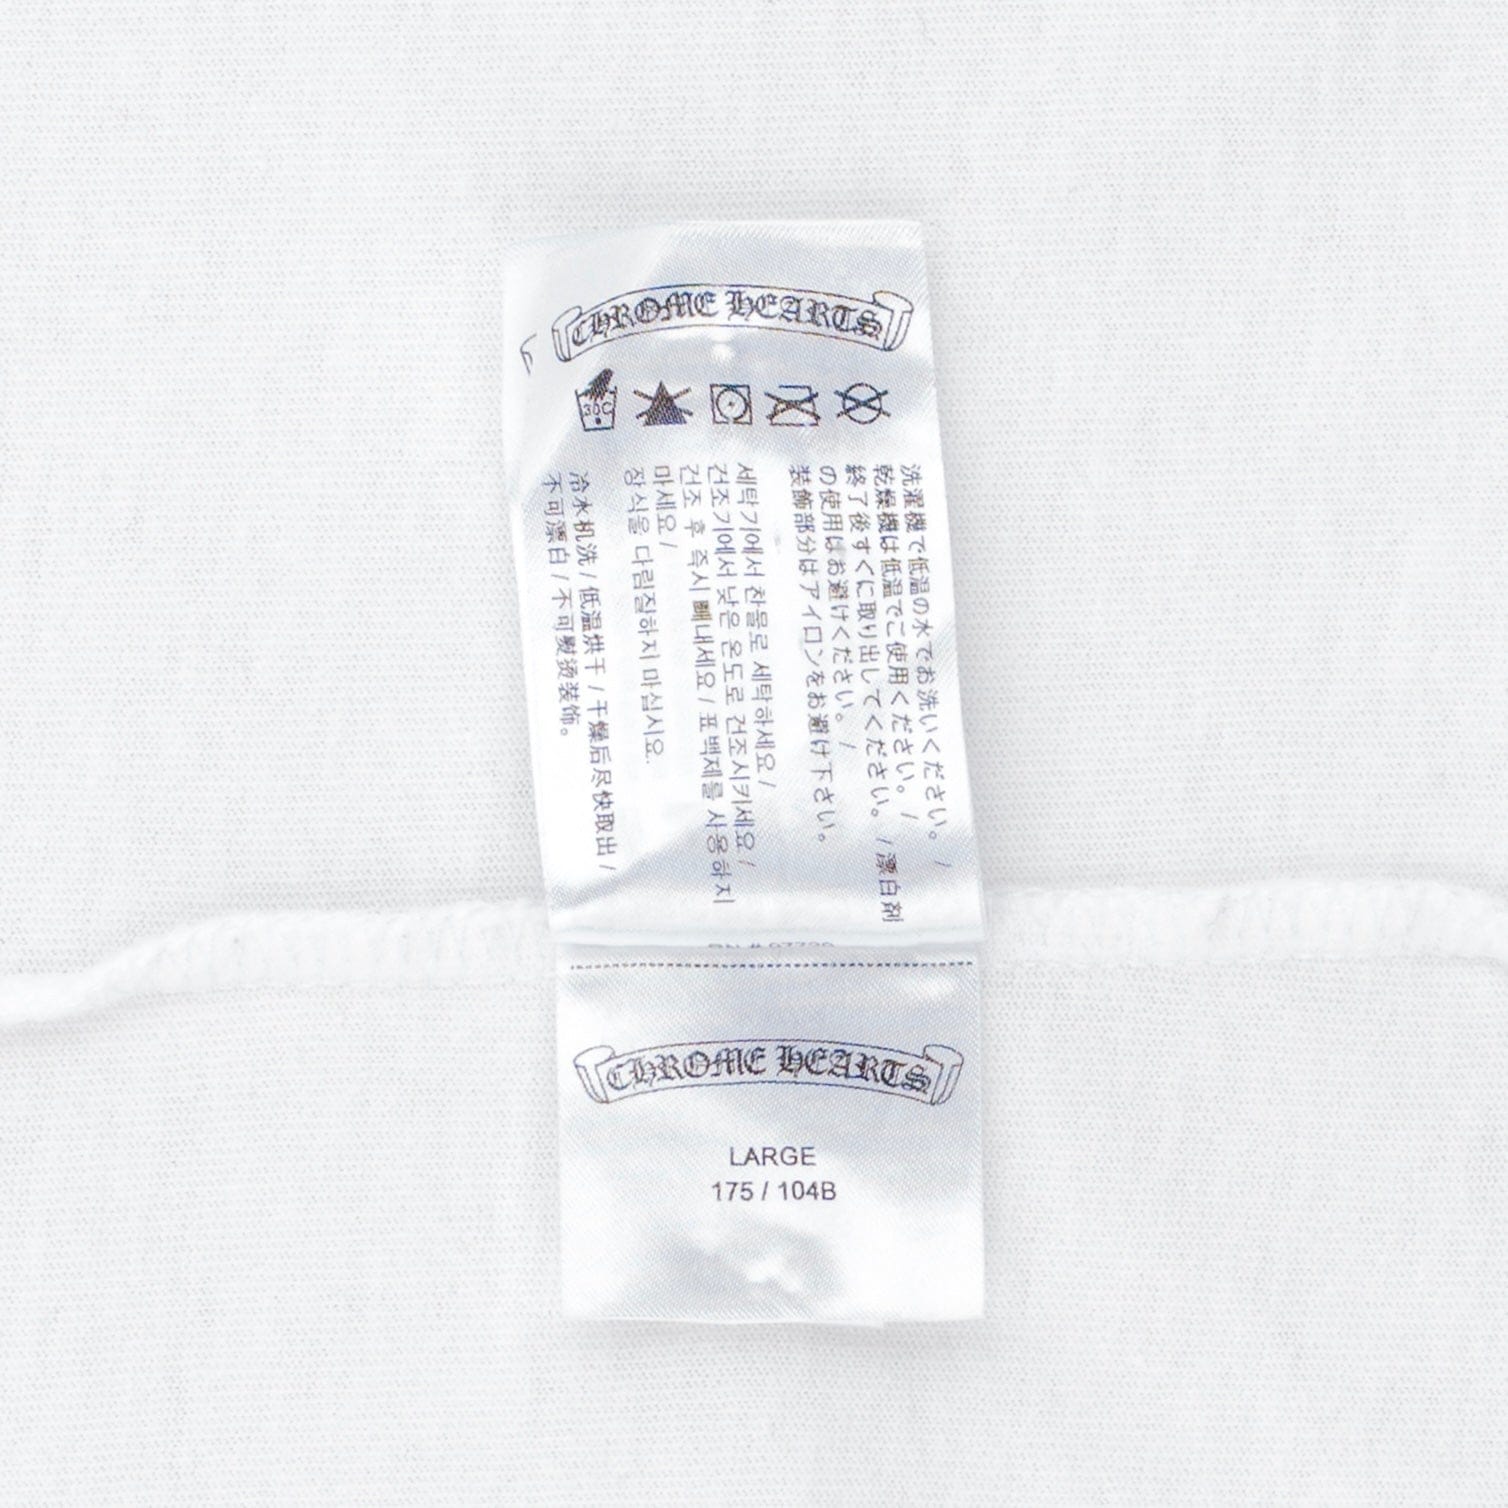 CHROME HEARTS
30C
洗濯機で低温の水でお洗いください。 /
乾燥機は低温でご使用ください。 /
終了後すぐに取り出してください。 / 漂白剤
の使用はお避けください。 /
装飾部分はアイロンをお避け下さい。
세탁기에서 찬물로 세탁하세요 /
건조기에서 낮은 온도로 건조시키세요 /
건조 후 즉시 빼내세요 / 표백제를 사용하지
마세요 /
장식을 다림질하지 마십시요.
冷水机洗 / 低温烘干 / 干燥后尽快取出 /
不可漂白 / 不可熨烫装饰。
CHROME HEARTS
LARGE
175 / 104B